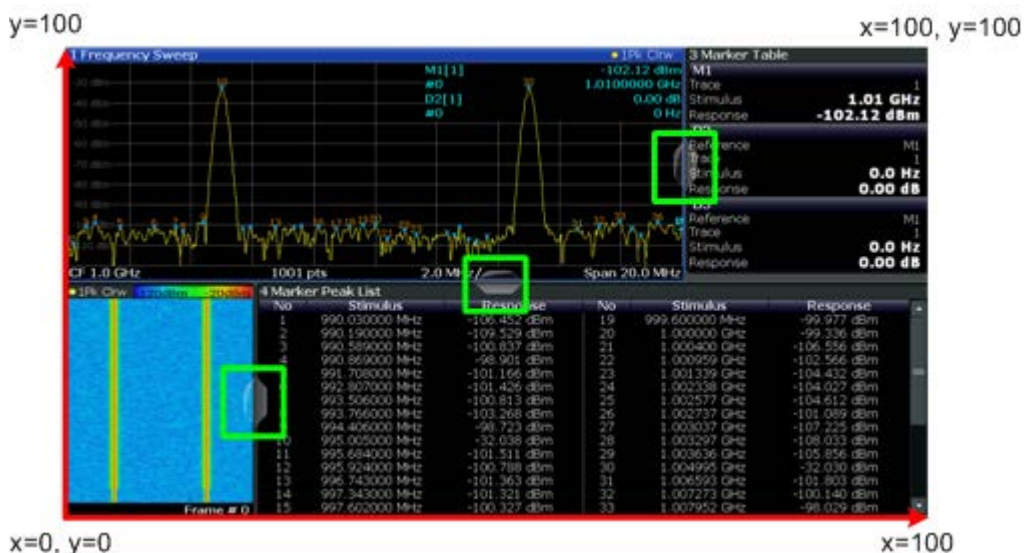 y=100
x=100, y=100
1 Frequency Sweep
1Pk Clrw
M1[1] -102.12 dBm
1.0100000 GHz
D2[1] 0.00 dB
0 Hz
CF 1.0 GHz 1001 pts 2.0 MHz/ Span 20.0 MHz
3 Marker Table
M1
Trace 1
Stimulus 1.01 GHz
Response -102.12 dBm
Reference M1
1
0.0 Hz
Response 0.00 dB
D3
Reference M1
Trace 1
Stimulus 0.0 Hz
Response 0.00 dB
1Pk Clrw -20dBm
Frame # 0
4 Marker Peak List
No Stimulus Response No Stimulus Response
1 990.030000 MHz -106.452 dBm 19 999.600000 MHz -99.977 dBm
2 990.190000 MHz -109.529 dBm 20 1.000000 GHz -99.336 dBm
3 990.589000 MHz -100.837 dBm 21 1.000400 GHz -106.556 dBm
4 990.869000 MHz -98.901 dBm 22 1.000959 GHz -102.566 dBm
991.708000 MHz -101.166 dBm 23 1.001339 GHz -104.432 dBm
992.807000 MHz -101.426 dBm 24 1.002338 GHz -104.027 dBm
993.506000 MHz -100.813 dBm 25 1.002577 GHz -104.612 dBm
993.766000 MHz -103.268 dBm 26 1.002737 GHz -101.089 dBm
994.406000 MHz -98.723 dBm 27 1.003037 GHz -107.225 dBm
10 995.005000 MHz -32.038 dBm 28 1.003297 GHz -108.033 dBm
11 995.684000 MHz -101.511 dBm 29 1.003636 GHz -105.856 dBm
12 995.924000 MHz -100.788 dBm 30 1.004995 GHz -32.030 dBm
13 996.743000 MHz -101.363 dBm 31 1.006593 GHz -101.803 dBm
14 997.343000 MHz -101.321 dBm 32 1.007273 GHz -100.140 dBm
15 997.602000 MHz -100.327 dBm 33 1.007952 GHz -98.029 dBm
x=0, y=0
x=100